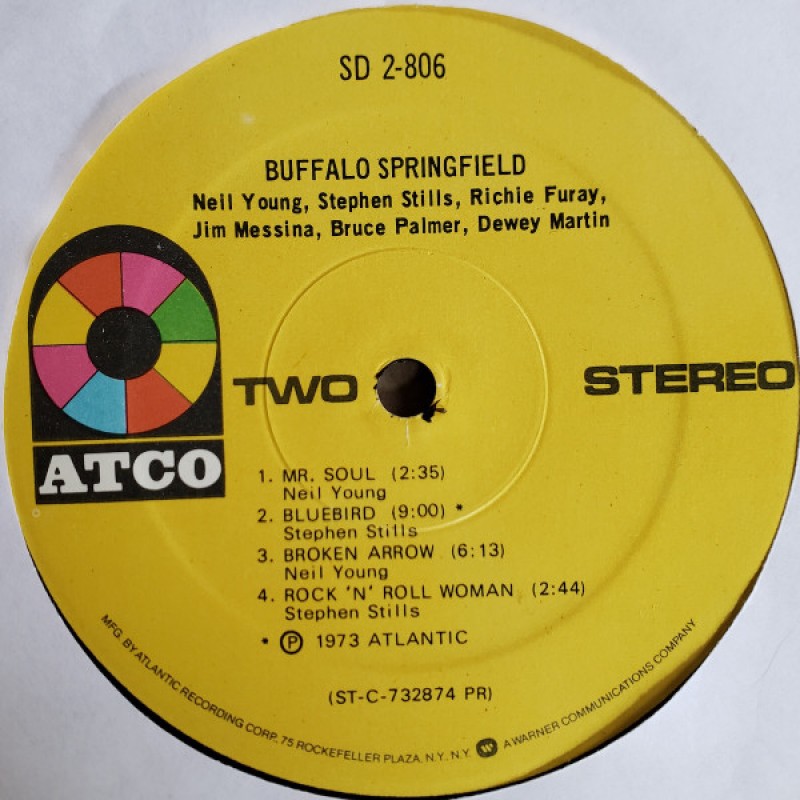 SD 2-806
BUFFALO SPRINGFIELD
Neil Young, Stephen Stills, Richie Furay,
Jim Messina, Bruce Palmer, Dewey Martin
TWO
STEREO
ATCO
1. MR. SOUL (2:35)
Neil Young
2. BLUEBIRD (9:00) *
Stephen Stills
3. BROKEN ARROW (6:13)
Neil Young
4. ROCK 'N' ROLL WOMAN (2:44)
Stephen Stills
* Ⓟ 1973 ATLANTIC
(ST-C-732874 PR)
MFG. BY ATLANTIC RECORDING CORP., 75 ROCKEFELLER PLAZA, N.Y. N.Y. W A WARNER COMMUNICATIONS COMPANY